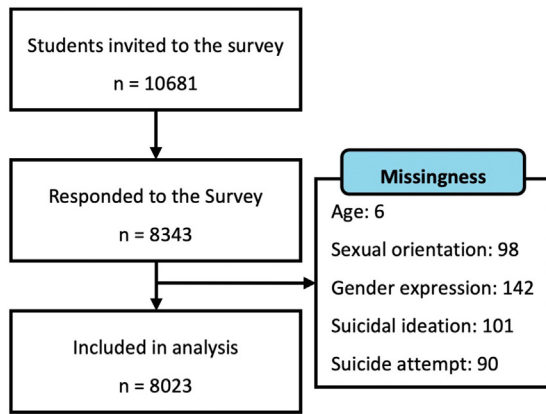 Students invited to the survey
n = 10681
Responded to the Survey
n = 8343
Missingness
Age: 6
Sexual orientation: 98
Gender expression: 142
Suicidal ideation: 101
Suicide attempt: 90
Included in analysis
n = 8023